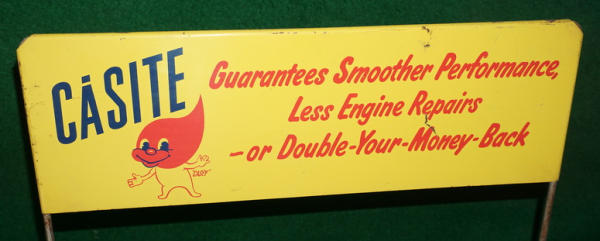 CASITE
Guarantees Smoother Performance,
Less Engine Repairs
-or Double-Your-Money-Back